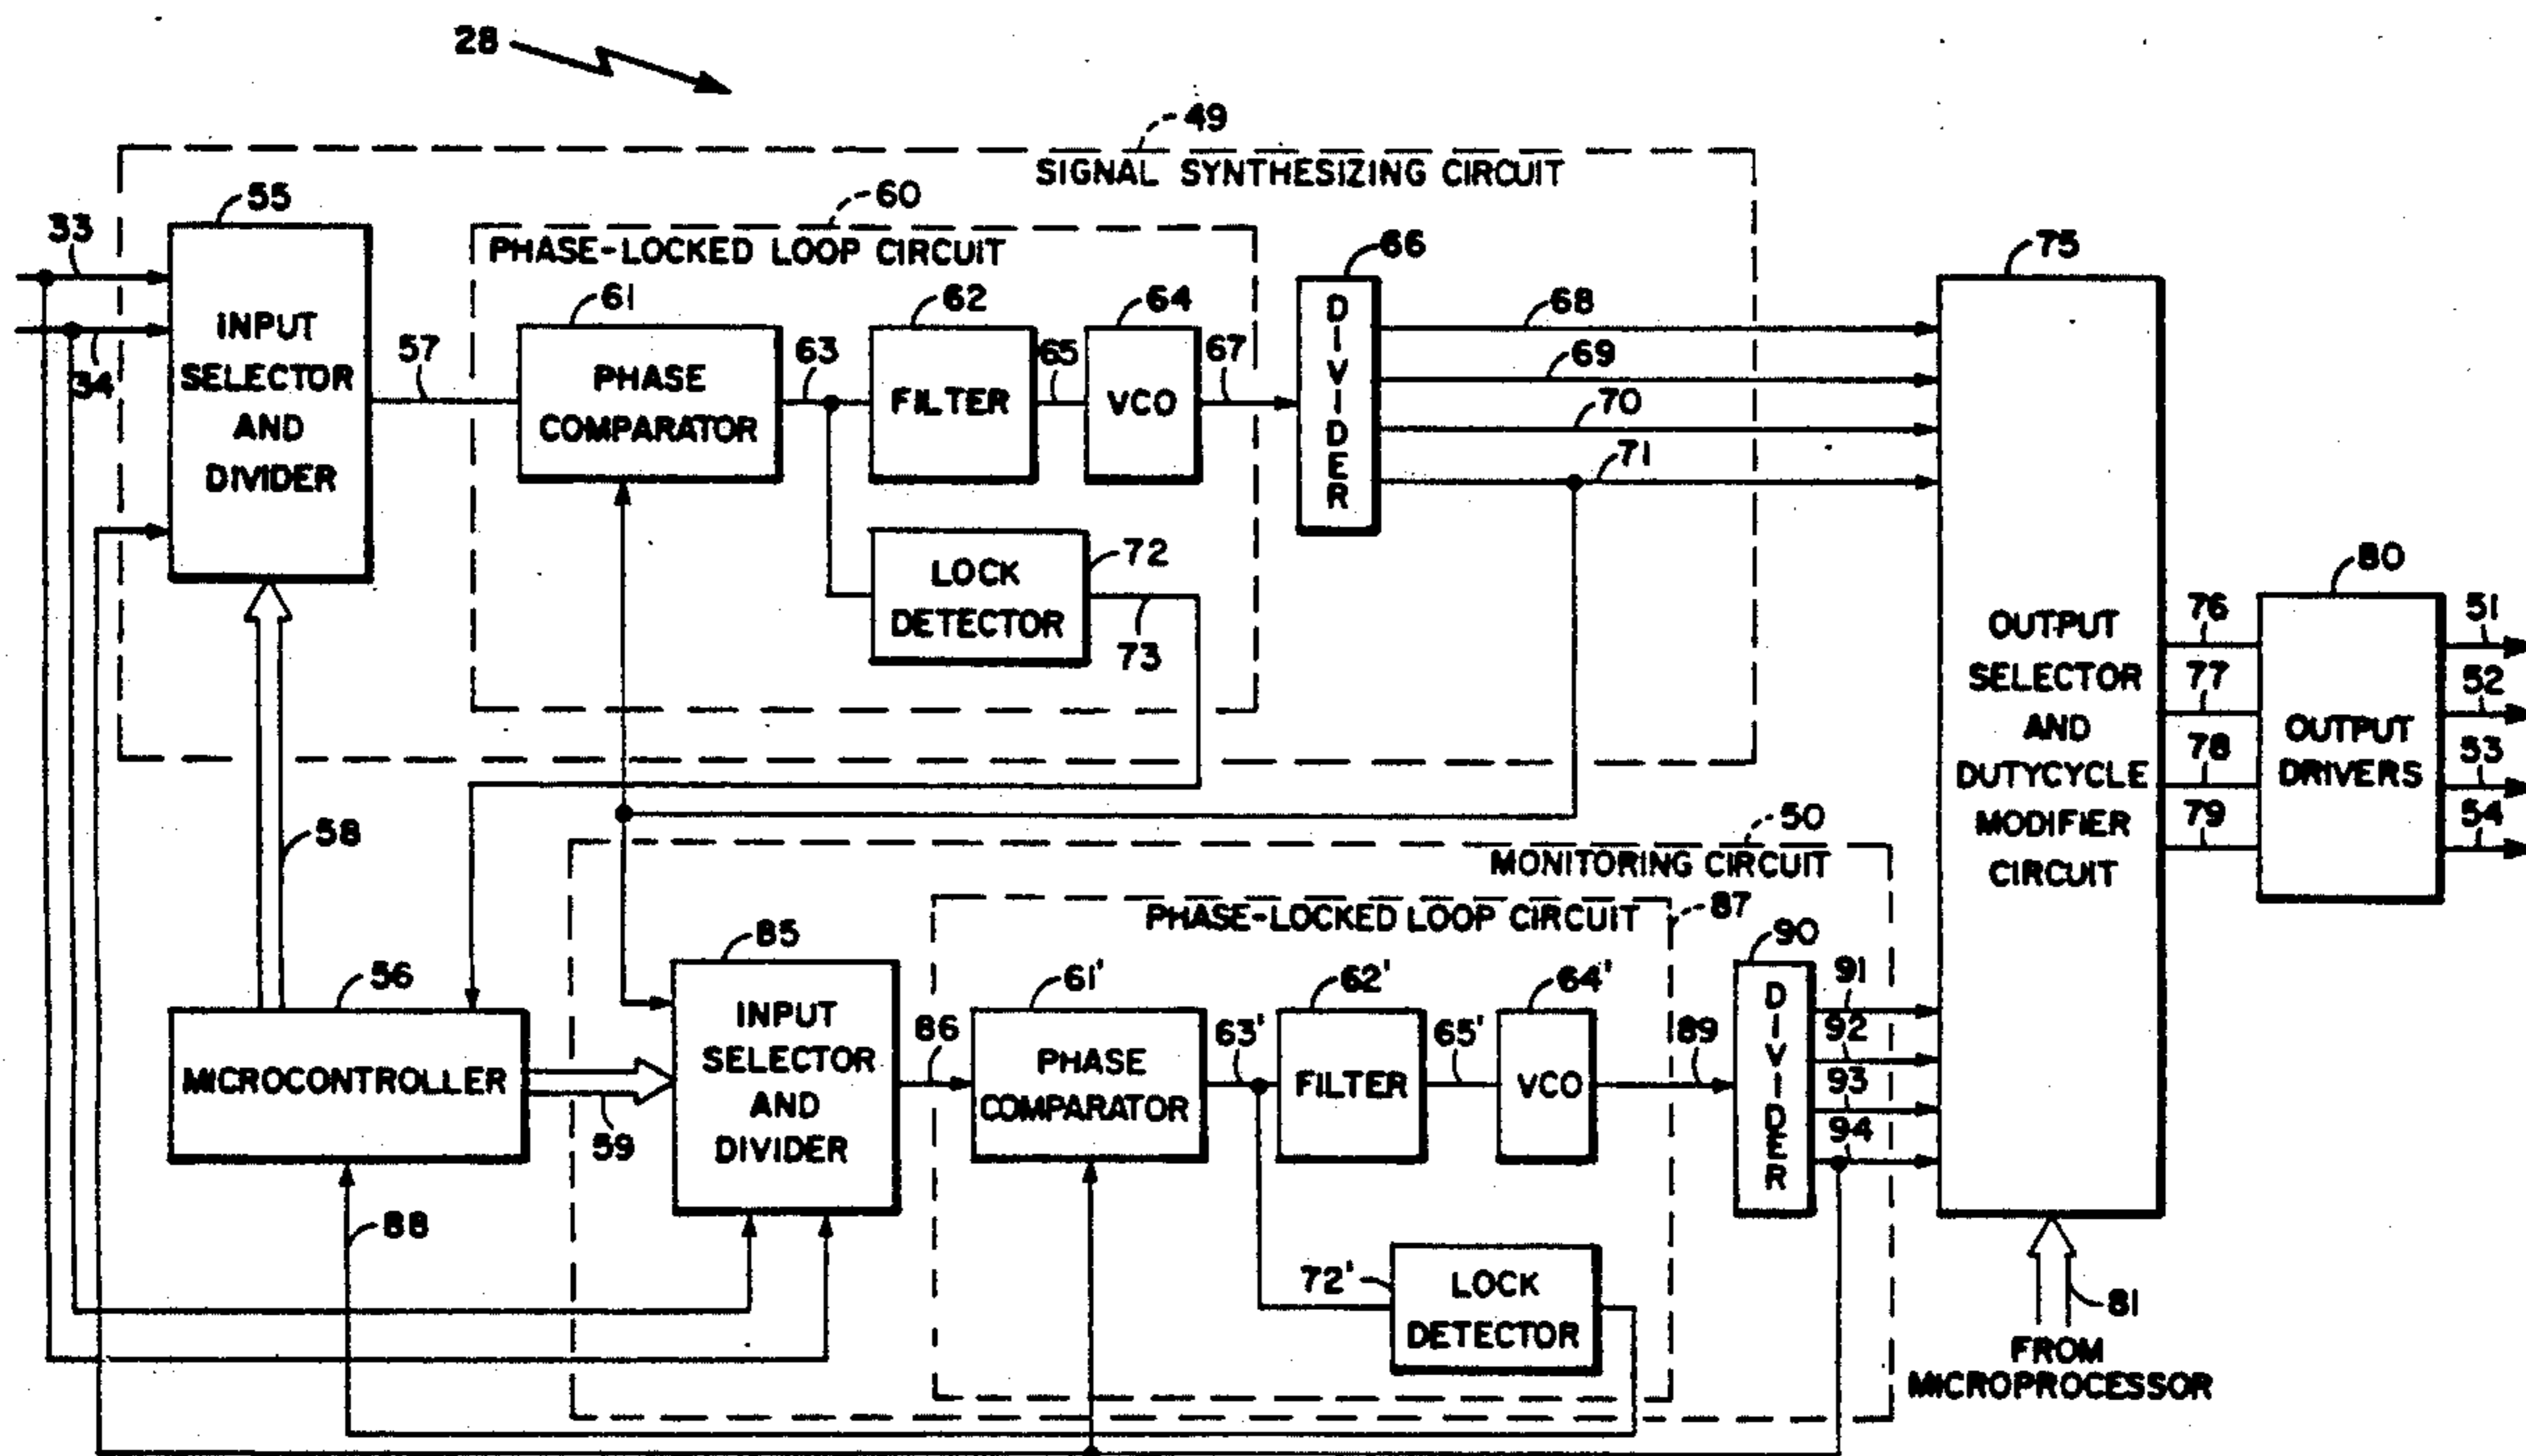 28
49
SIGNAL SYNTHESIZING CIRCUIT
33
34
55
INPUT
SELECTOR
AND
DIVIDER
57
60
PHASE-LOCKED LOOP CIRCUIT
61
PHASE
COMPARATOR
63
62
FILTER
65
64
VCO
67
66
DIVIDER
68
69
70
71
72
LOCK
DETECTOR
73
75
OUTPUT
SELECTOR
AND
DUTYCYCLE
MODIFIER
CIRCUIT
76
77
78
79
80
OUTPUT
DRIVERS
51
52
53
54
58
56
MICROCONTROLLER
59
88
50
MONITORING CIRCUIT
85
INPUT
SELECTOR
AND
DIVIDER
86
PHASE-LOCKED LOOP CIRCUIT
87
61'
PHASE
COMPARATOR
63'
62'
FILTER
65'
64'
VCO
89
90
DIVIDER
91
92
93
94
72'
LOCK
DETECTOR
81
FROM
MICROPROCESSOR